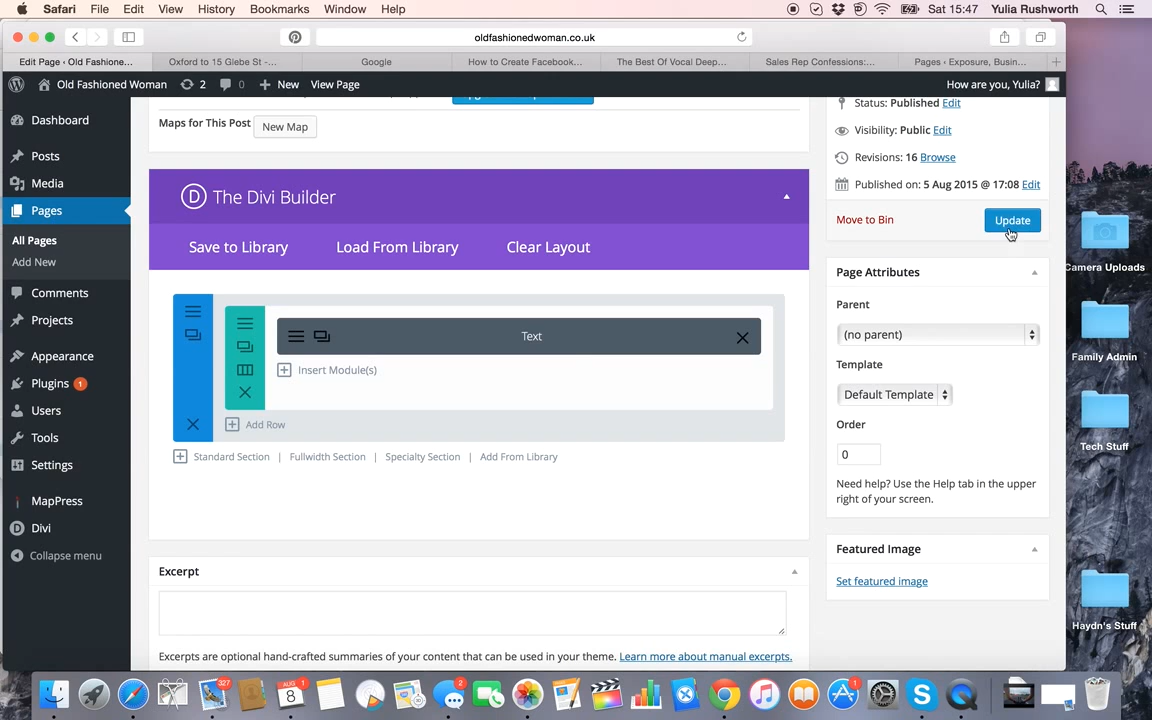 Safari File Edit View History Bookmarks Window Help Sat 15:47 Yulia Rushworth
oldfashionedwoman.co.uk
Edit Page ‹ Old Fashione... Oxford to 15 Glebe St -... Google How to Create Facebook... The Best Of Vocal Deep... Sales Rep Confessions:... Pages ‹ Exposure, Busin...
Old Fashioned Woman 2 0 New View Page How are you, Yulia?
Dashboard
Posts
Media
Pages
All Pages
Add New
Comments
Projects
Appearance
Plugins 1
Users
Tools
Settings
MapPress
Divi
Collapse menu
Maps for This Post New Map
The Divi Builder
Save to Library Load From Library Clear Layout
Text
Insert Module(s)
Add Row
Standard Section | Fullwidth Section | Specialty Section | Add From Library
Excerpt
Excerpts are optional hand-crafted summaries of your content that can be used in your theme. Learn more about manual excerpts.
Status: Published Edit
Visibility: Public Edit
Revisions: 16 Browse
Published on: 5 Aug 2015 @ 17:08 Edit
Move to Bin Update
Page Attributes
Parent
(no parent)
Template
Default Template
Order
0
Need help? Use the Help tab in the upper
right of your screen.
Featured Image
Set featured image
Camera Uploads
Family Admin
Tech Stuff
Haydn's Stuff
327
AUG 1
8
2
1